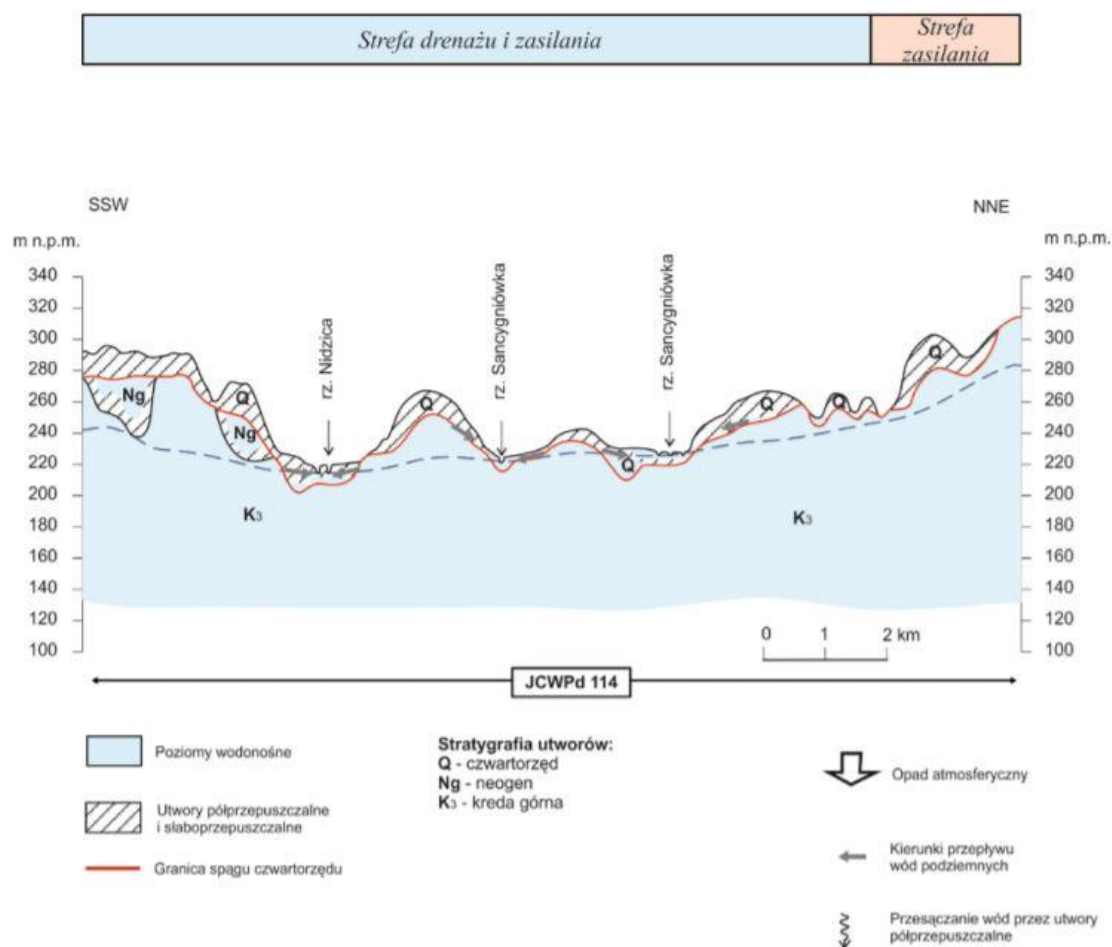 Strefa drenażu i zasilania
Strefa
zasilania
SSW
NNE
m n.p.m.
m n.p.m.
340
320
300
280
260
240
220
200
180
160
140
120
100
340
320
300
280
260
240
220
200
180
160
140
120
100
rz. Nidzica
rz. Sancygniówka
rz. Sancygniówka
Ng
Q
Ng
Q
Q
Q
Q
Q
K3
K3
0 1 2 km
JCWPd 114
Poziomy wodonośne
Utwory półprzepuszczalne
i słaboprzepuszczalne
Granica spągu czwartorzędu
Stratygrafia utworów:
Q - czwartorzęd
Ng - neogen
K3 - kreda górna
Opad atmosferyczny
Kierunki przepływu
wód podziemnych
Przesączanie wód przez utwory
półprzepuszczalne